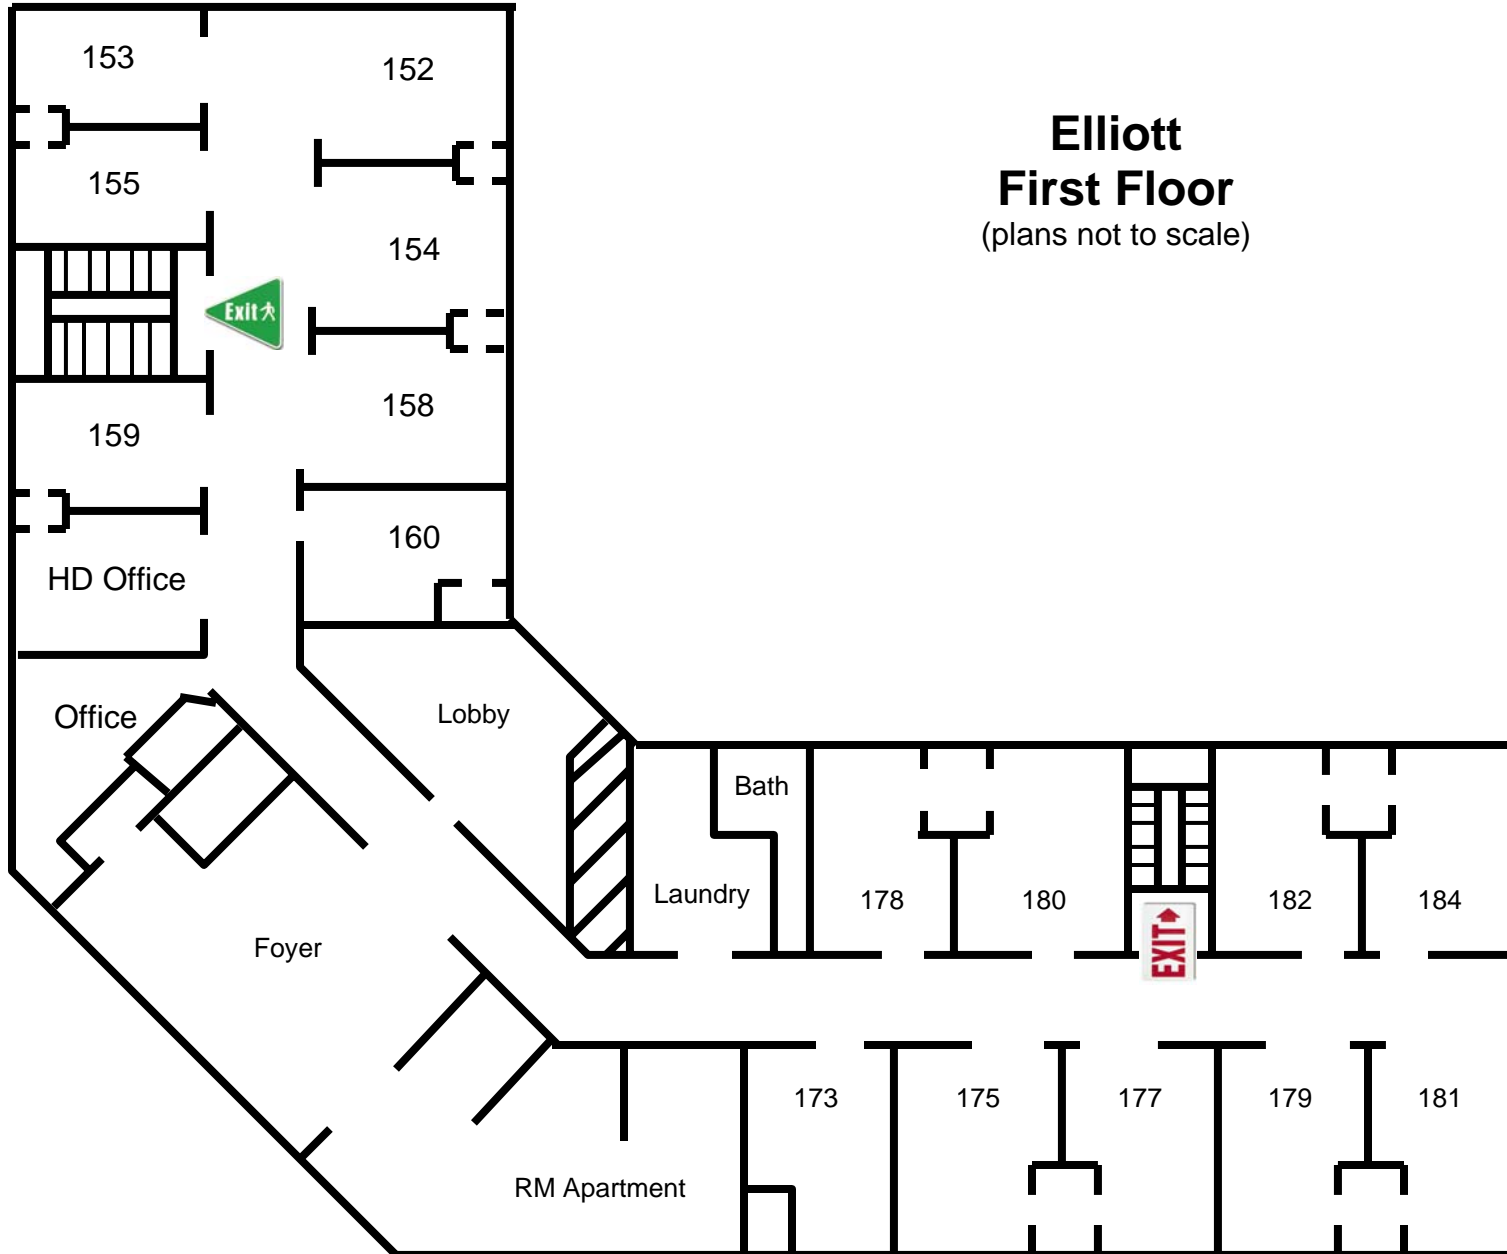 153
152
Elliott
First Floor
(plans not to scale)
155
154
Exit
158
159
160
HD Office
Office
Lobby
Bath
Laundry
178
180
182
184
EXIT
Foyer
173
175
177
179
181
RM Apartment